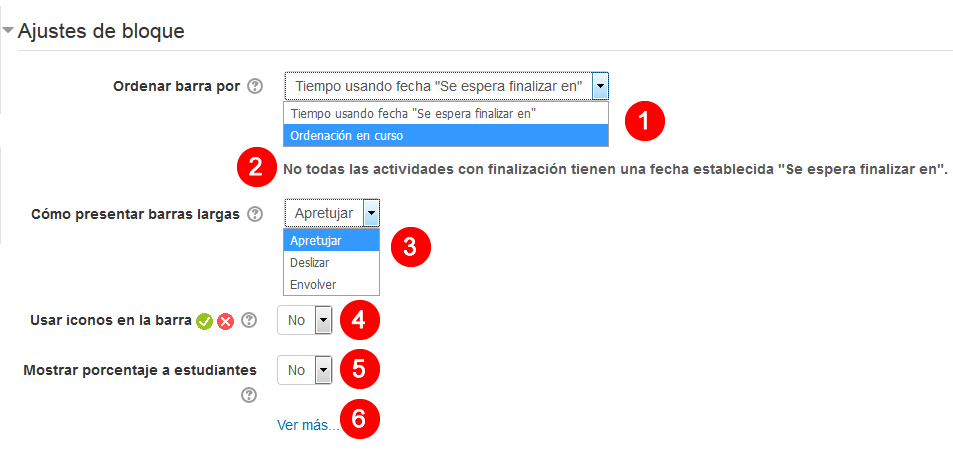 Ajustes de bloque
Ordenar barra por ? Tiempo usando fecha "Se espera finalizar en"
Tiempo usando fecha "Se espera finalizar en"
Ordenación en curso
1
2 No todas las actividades con finalización tienen una fecha establecida "Se espera finalizar en".
Cómo presentar barras largas ? Apretujar
Apretujar
Deslizar
Envolver
3
Usar iconos en la barra ? No 4
Mostrar porcentaje a estudiantes No 5
?
Ver más... 6